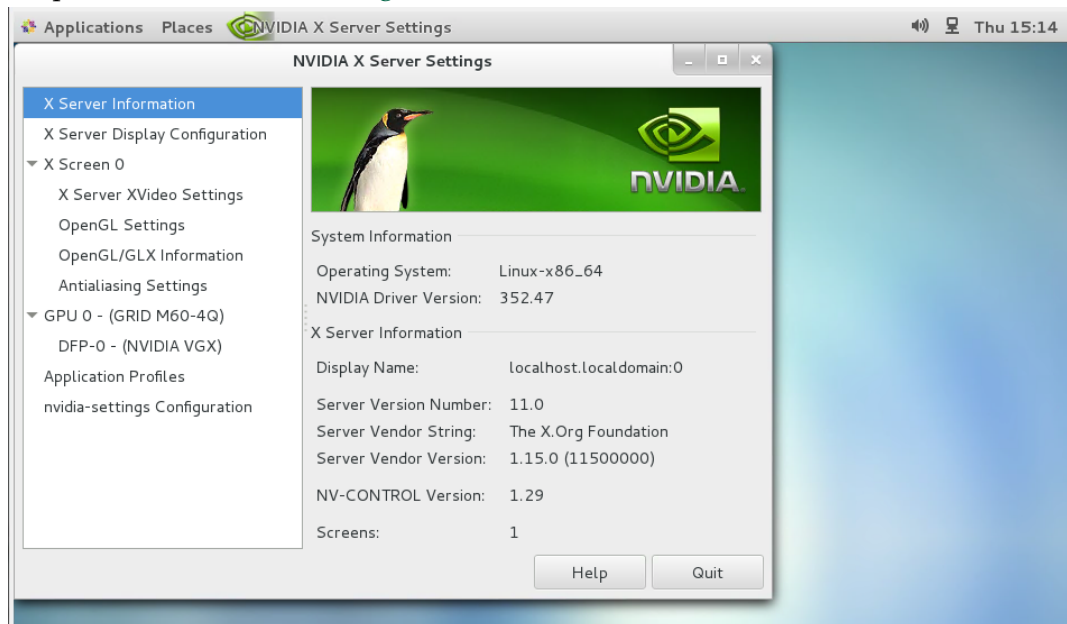 Applications Places NVIDIA X Server Settings Thu 15:14
NVIDIA X Server Settings
X Server Information
X Server Display Configuration
X Screen 0
X Server XVideo Settings
OpenGL Settings
OpenGL/GLX Information
Antialiasing Settings
GPU 0 - (GRID M60-4Q)
DFP-0 - (NVIDIA VGX)
Application Profiles
nvidia-settings Configuration
NVIDIA.
System Information
Operating System: Linux-x86_64
NVIDIA Driver Version: 352.47
X Server Information
Display Name: localhost.localdomain:0
Server Version Number: 11.0
Server Vendor String: The X.Org Foundation
Server Vendor Version: 1.15.0 (11500000)
NV-CONTROL Version: 1.29
Screens: 1
Help Quit